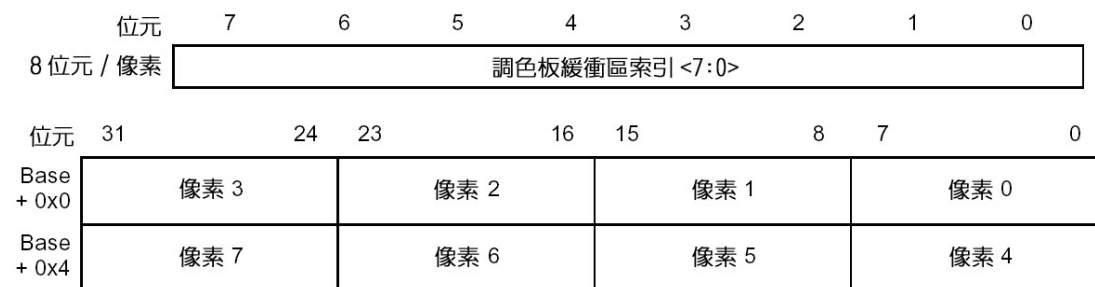 位元 7 6 5 4 3 2 1 0
8 位元 / 像素 調色板緩衝區索引 <7:0>
位元 31 24 23 16 15 8 7 0
Base + 0x0 像素 3 像素 2 像素 1 像素 0
Base + 0x4 像素 7 像素 6 像素 5 像素 4